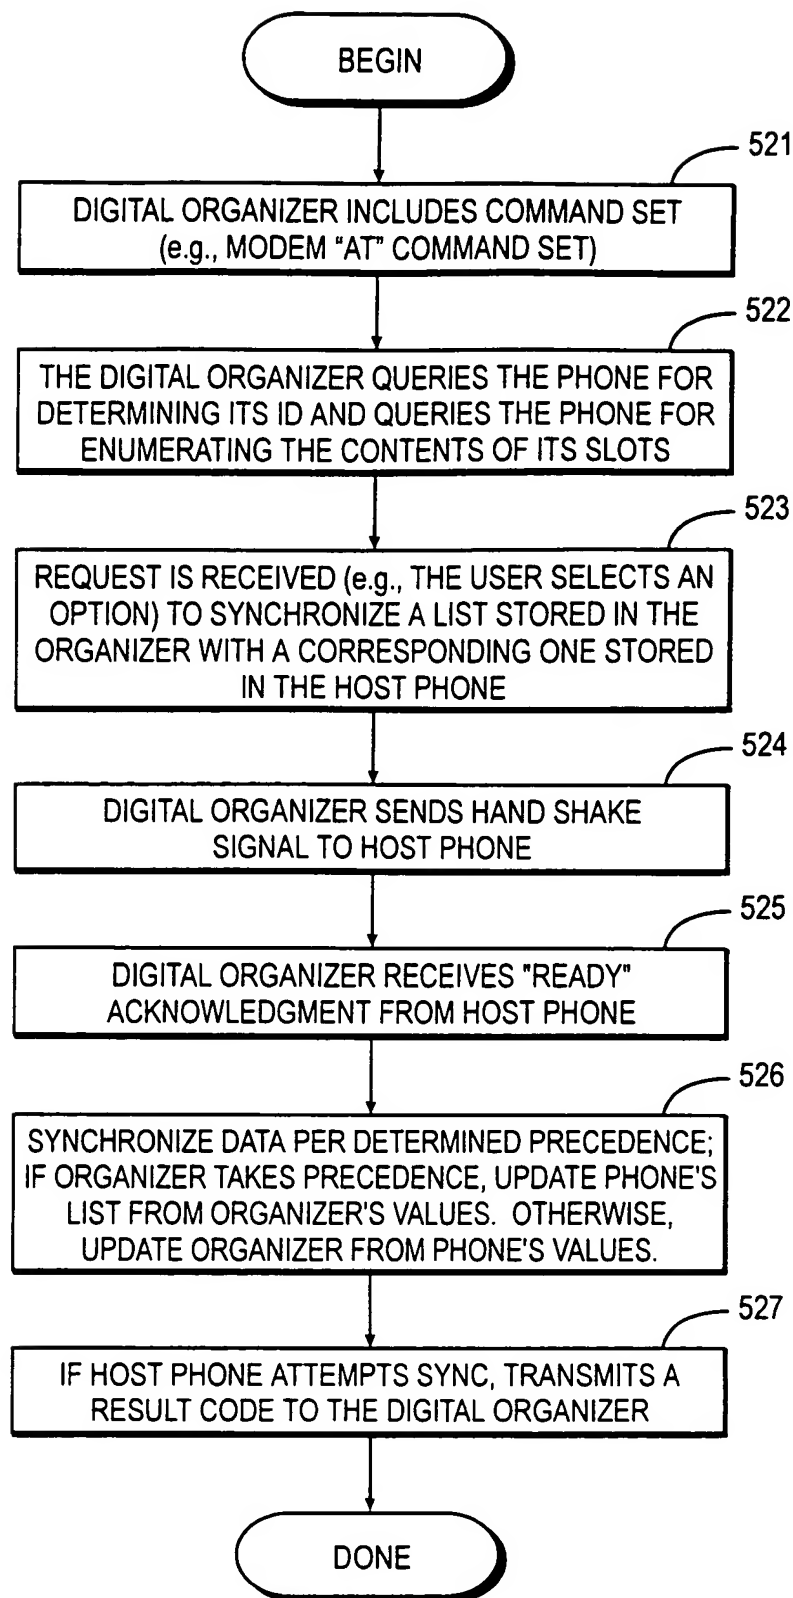 BEGIN
521
DIGITAL ORGANIZER INCLUDES COMMAND SET
(e.g., MODEM “AT” COMMAND SET)
522
THE DIGITAL ORGANIZER QUERIES THE PHONE FOR
DETERMINING ITS ID AND QUERIES THE PHONE FOR
ENUMERATING THE CONTENTS OF ITS SLOTS
523
REQUEST IS RECEIVED (e.g., THE USER SELECTS AN
OPTION) TO SYNCHRONIZE A LIST STORED IN THE
ORGANIZER WITH A CORRESPONDING ONE STORED
IN THE HOST PHONE
524
DIGITAL ORGANIZER SENDS HAND SHAKE
SIGNAL TO HOST PHONE
525
DIGITAL ORGANIZER RECEIVES "READY"
ACKNOWLEDGMENT FROM HOST PHONE
526
SYNCHRONIZE DATA PER DETERMINED PRECEDENCE;
IF ORGANIZER TAKES PRECEDENCE, UPDATE PHONE'S
LIST FROM ORGANIZER'S VALUES. OTHERWISE,
UPDATE ORGANIZER FROM PHONE'S VALUES.
527
IF HOST PHONE ATTEMPTS SYNC, TRANSMITS A
RESULT CODE TO THE DIGITAL ORGANIZER
DONE